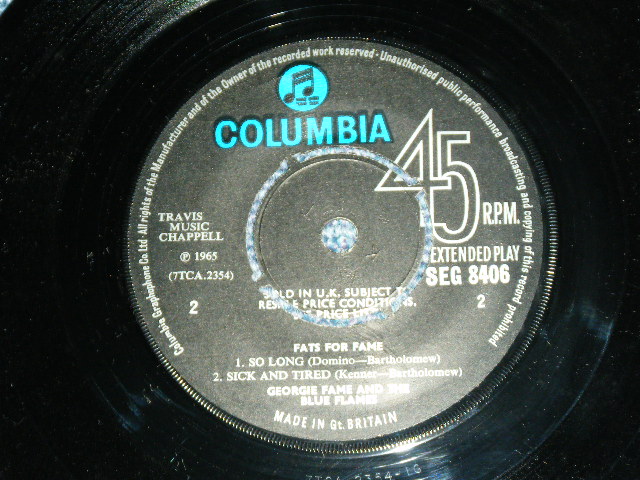 Columbia Graphophone Co. Ltd · All rights of the Manufacturer and of the Owner of the recorded work reserved · Unauthorised public performance broadcasting and copying of this record prohibited
COLUMBIA
45
R.P.M.
EXTENDED PLAY
SEG 8406
TRAVIS
MUSIC
CHAPPELL
℗ 1965
(7TCA.2354)
2
2
SOLD IN U.K. SUBJECT
PRICE CONDITIONS,
PRICE
FATS FOR FAME
1. SO LONG (Domino—Bartholomew)
2. SICK AND TIRED (Kenner—Bartholomew)
GEORGIE FAME AND THE
BLUE FLAMES
MADE IN Gt. BRITAIN